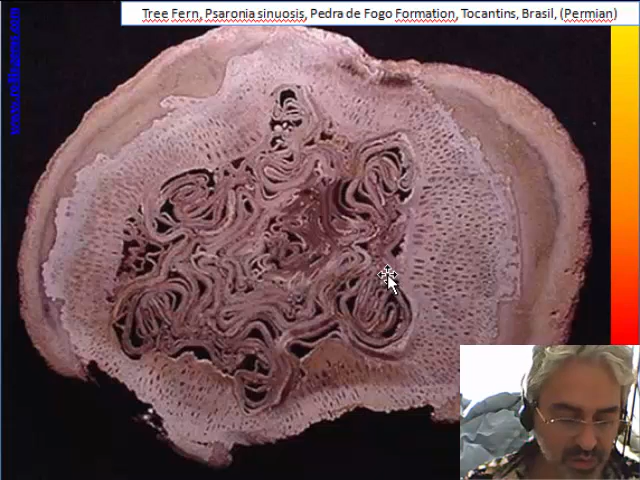 Tree Fern, Psaronia sinuosis, Pedra de Fogo Formation, Tocantins, Brasil, (Permian)